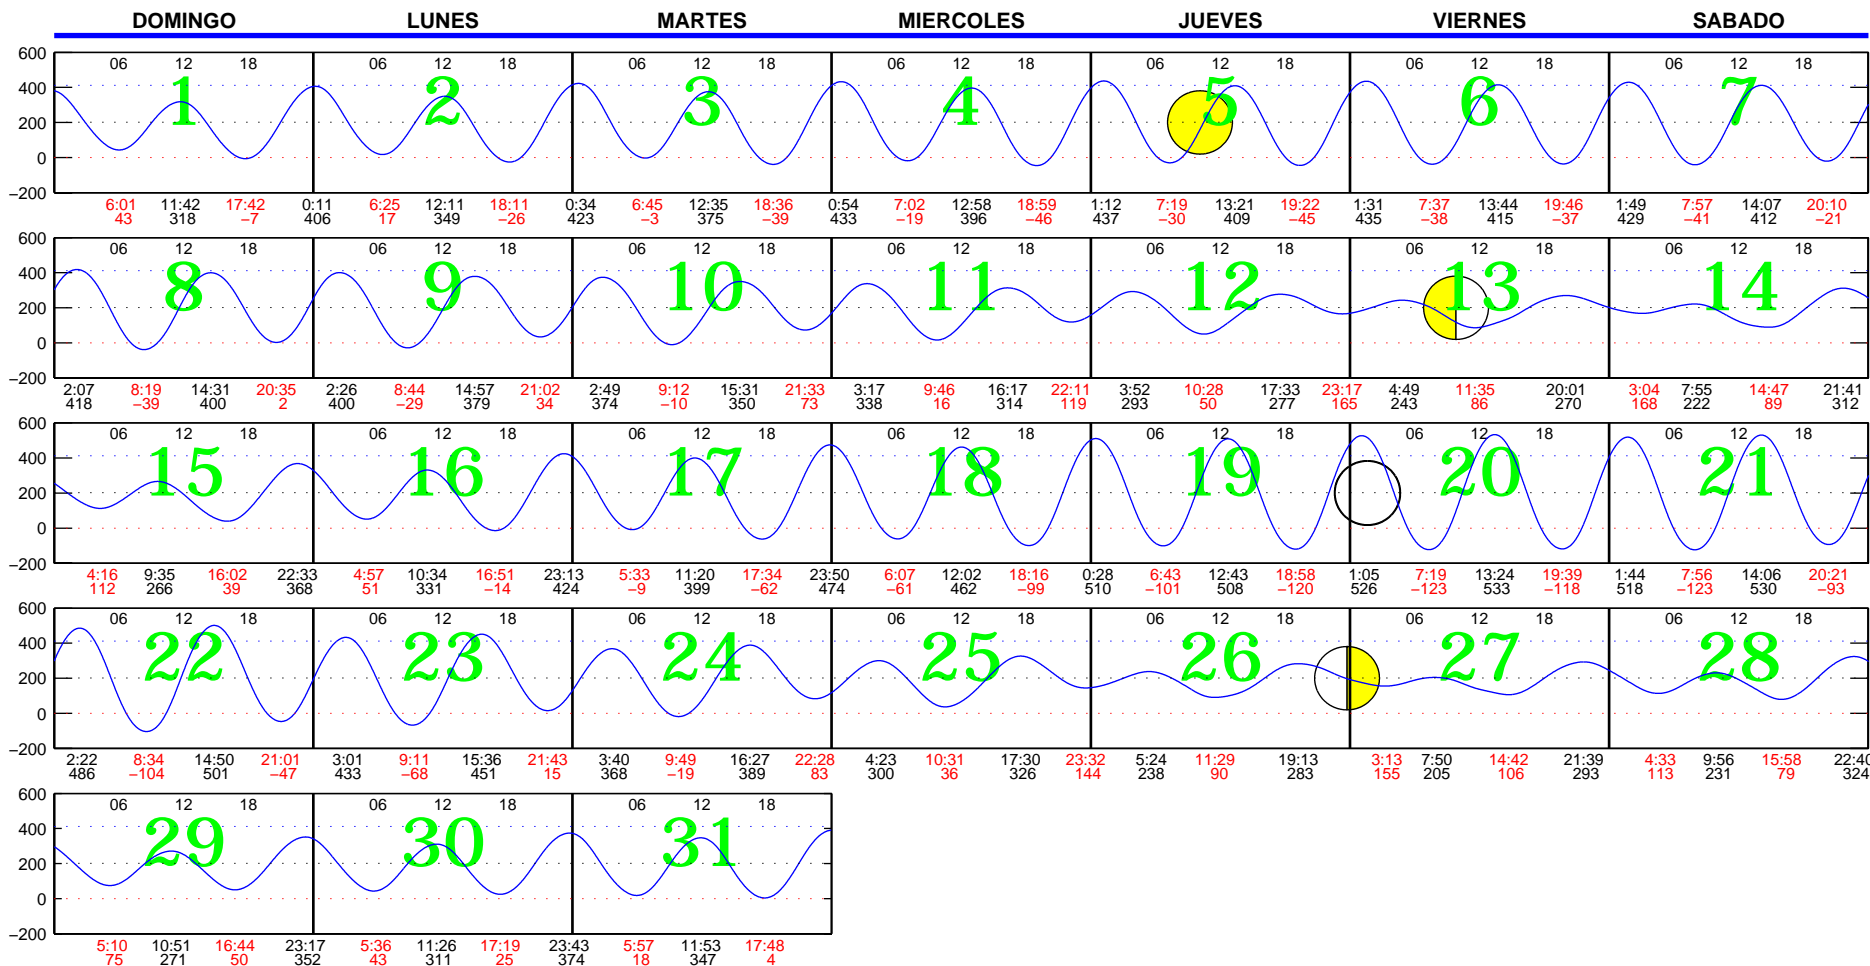 DOMINGO LUNES MARTES MIERCOLES JUEVES VIERNES SABADO
600 06 12 18 06 12 18 06 12 18 06 12 18 06 12 18 06 12 18 06 12 18
400 1 2 3 4 5 6 7
200
0
−200
6:01 11:42 17:42 0:11 6:25 12:11 18:11 0:34 6:45 12:35 18:36 0:54 7:02 12:58 18:59 1:12 7:19 13:21 19:22 1:31 7:37 13:44 19:46 1:49 7:57 14:07 20:10
43 318 −7 406 17 349 −26 423 −3 375 −39 433 −19 396 −46 437 −30 409 −45 435 −38 415 −37 429 −41 412 −21
600 06 12 18 06 12 18 06 12 18 06 12 18 06 12 18 06 12 18 06 12 18
400 8 9 10 11 12 13 14
200
0
−200
2:07 8:19 14:31 20:35 2:26 8:44 14:57 21:02 2:49 9:12 15:31 21:33 3:17 9:46 16:17 22:11 3:52 10:28 17:33 23:17 4:49 11:35 20:01 3:04 7:55 14:47 21:41
418 −39 400 2 400 −29 379 34 374 −10 350 73 338 16 314 119 293 50 277 165 243 86 270 168 222 89 312
600 06 12 18 06 12 18 06 12 18 06 12 18 06 12 18 06 12 18 06 12 18
400 15 16 17 18 19 20 21
200
0
−200
4:16 9:35 16:02 22:33 4:57 10:34 16:51 23:13 5:33 11:20 17:34 23:50 6:07 12:02 18:16 0:28 6:43 12:43 18:58 1:05 7:19 13:24 19:39 1:44 7:56 14:06 20:21
112 266 39 368 51 331 −14 424 −9 399 −62 474 −61 462 −99 510 −101 508 −120 526 −123 533 −118 518 −123 530 −93
600 06 12 18 06 12 18 06 12 18 06 12 18 06 12 18 06 12 18 06 12 18
400 22 23 24 25 26 27 28
200
0
−200
2:22 8:34 14:50 21:01 3:01 9:11 15:36 21:43 3:40 9:49 16:27 22:28 4:23 10:31 17:30 23:32 5:24 11:29 19:13 3:13 7:50 14:42 21:39 4:33 9:56 15:58 22:40
486 −104 501 −47 433 −68 451 15 368 −19 389 83 300 36 326 144 238 90 283 155 205 106 293 113 231 79 324
600 06 12 18 06 12 18 06 12 18
400 29 30 31
200
0
−200
5:10 10:51 16:44 23:17 5:36 11:26 17:19 23:43 5:57 11:53 17:48
75 271 50 352 43 311 25 374 18 347 4